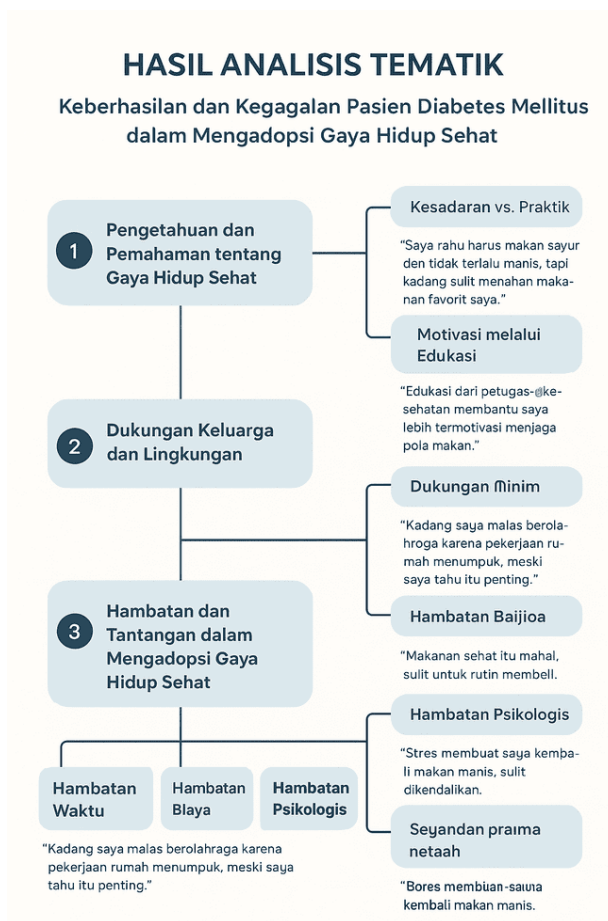 HASIL ANALISIS TEMATIK
Keberhasilan dan Kegagalan Pasien Diabetes Mellitus
dalam Mengadopsi Gaya Hidup Sehat
1
Pengetahuan dan
Pemahaman tentang
Gaya Hidup Sehat
Kesadaran vs. Praktik
“Saya rahu harus makan sayur
den tidak terlalu manis, tapi
kadang sulit menahan maka-
nan favorit saya.”
Motivasi melalui
Edukasi
“Edukasi dari petugas-ke-
sehatan membantu saya
lebih termotivasi menjaga
pola makan.”
2
Dukungan Keluarga
dan Lingkungan
Dukungan Minim
“Kadang saya malas berola-
hroga karena pekerjaan ru-
mah menumpuk, meski
saya tahu itu penting.”
Hambatan Baijioa
“Makanan sehat itu mahal,
sulit untuk rutin membell.
3
Hambatan dan
Tantangan dalam
Mengadopsi Gaya
Hidup Sehat
Hambatan Psikologis
“Stres membuat saya kemba-
li makan manis, sulit
dikendalikan.
Hambatan
Waktu
Hambatan
Blaya
Hambatan
Psikologis
“Kadang saya malas berolahraga karena
pekerjaan rumah menumpuk, meski saya
tahu itu penting.”
Seyandan praıma
netaah
“Bores
kembali makan manis.